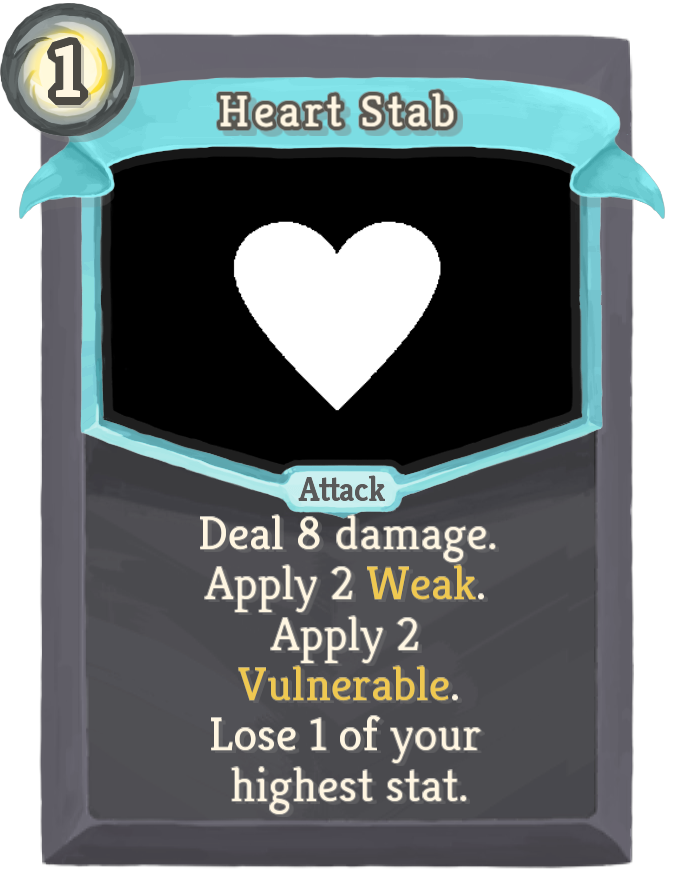 1
Heart Stab
Attack
Deal 8 damage.
Apply 2 Weak.
Apply 2
Vulnerable.
Lose 1 of your
highest stat.